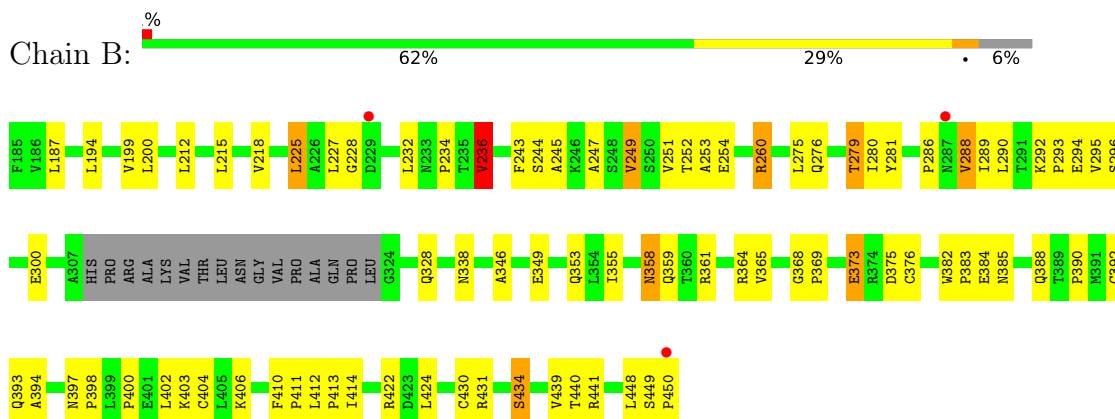 %
Chain B:
62% 29% • 6%
F185 V186 L187 L194 V199 L200 L212 L215 V218 L225 A226 L227 G228 D229 L232 N233 P234 T235 V236 F243 S244 A245 K246 A247 S248 V249 S250 V251 T252 A253 E254 R260 L275 Q276 T279 I280 Y281 P286 N287 V288 I289 L290 T291 K292 P293 E294 V295
E300 A307 HIS PRO ARG ALA LYS VAL THR LEU ASN GLY VAL PRO ALA GLN PRO LEU G324 Q328 N338 A346 E349 Q353 L354 I355 N358 Q359 T360 R361 R364 V365 G368 P369 E373 R374 D375 C376 W382 P383 E384 N385 Q388 T389 P390 M391
Q393 A394 N397 P398 L399 P400 E401 L402 K403 C404 L405 K406 F410 P411 L412 P413 I414 R422 D423 L424 C430 R431 S434 V439 T440 R441 L448 S449 P450